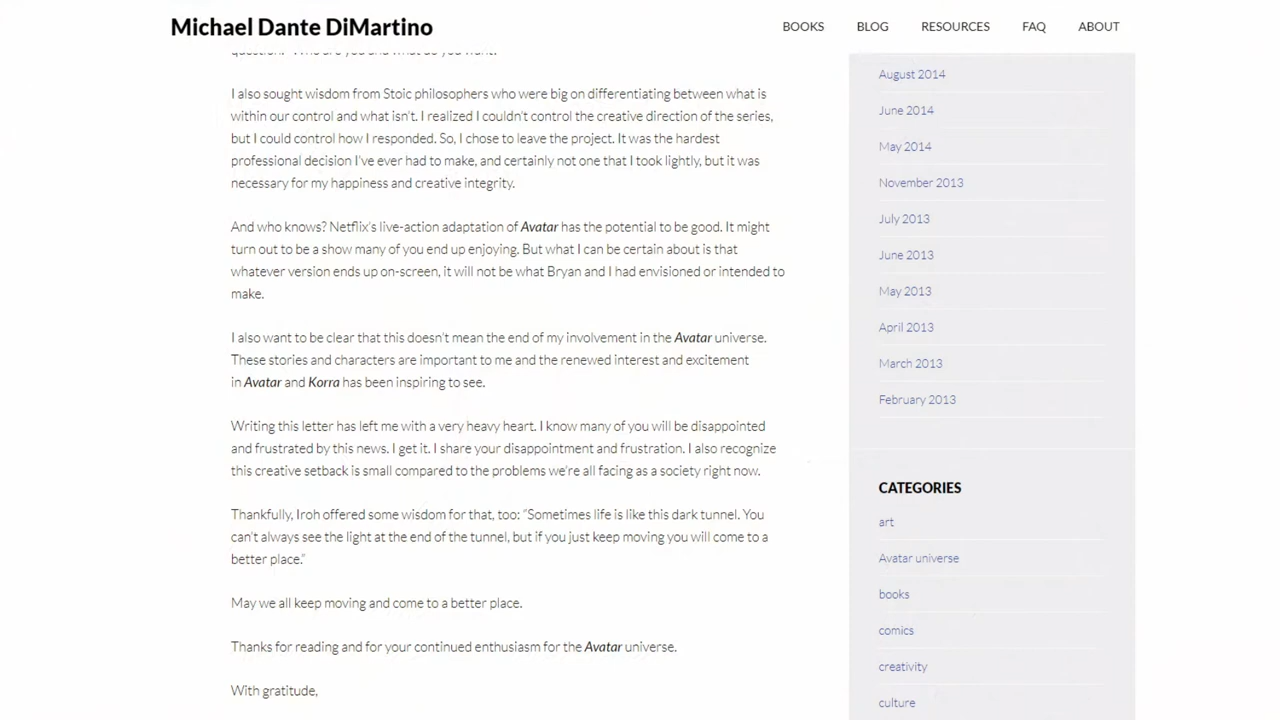 Michael Dante DiMartino
BOOKS
BLOG
RESOURCES
FAQ
ABOUT
question: "Who are you and what do you want?"
I also sought wisdom from Stoic philosophers who were big on differentiating between what is
within our control and what isn't. I realized I couldn't control the creative direction of the series,
but I could control how I responded. So, I chose to leave the project. It was the hardest
professional decision I've ever had to make, and certainly not one that I took lightly, but it was
necessary for my happiness and creative integrity.
And who knows? Netflix's live-action adaptation of Avatar has the potential to be good. It might
turn out to be a show many of you end up enjoying. But what I can be certain about is that
whatever version ends up on-screen, it will not be what Bryan and I had envisioned or intended to
make.
I also want to be clear that this doesn't mean the end of my involvement in the Avatar universe.
These stories and characters are important to me and the renewed interest and excitement
in Avatar and Korra has been inspiring to see.
Writing this letter has left me with a very heavy heart. I know many of you will be disappointed
and frustrated by this news. I get it. I share your disappointment and frustration. I also recognize
this creative setback is small compared to the problems we're all facing as a society right now.
Thankfully, Iroh offered some wisdom for that, too: "Sometimes life is like this dark tunnel. You
can't always see the light at the end of the tunnel, but if you just keep moving you will come to a
better place."
May we all keep moving and come to a better place.
Thanks for reading and for your continued enthusiasm for the Avatar universe.
With gratitude,
August 2014
June 2014
May 2014
November 2013
July 2013
June 2013
May 2013
April 2013
March 2013
February 2013
CATEGORIES
art
Avatar universe
books
comics
creativity
culture